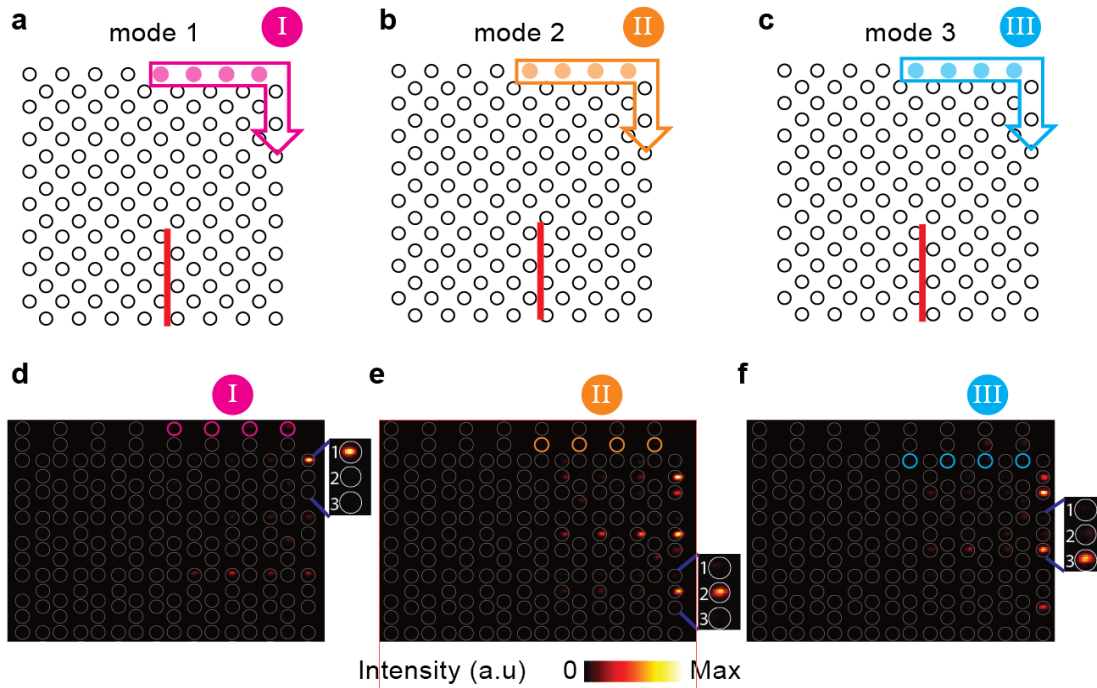 a
mode 1
I
b
mode 2
II
c
mode 3
III
d
I
1
2
3
e
II
1
2
3
f
III
1
2
3
Intensity (a.u) 0 Max